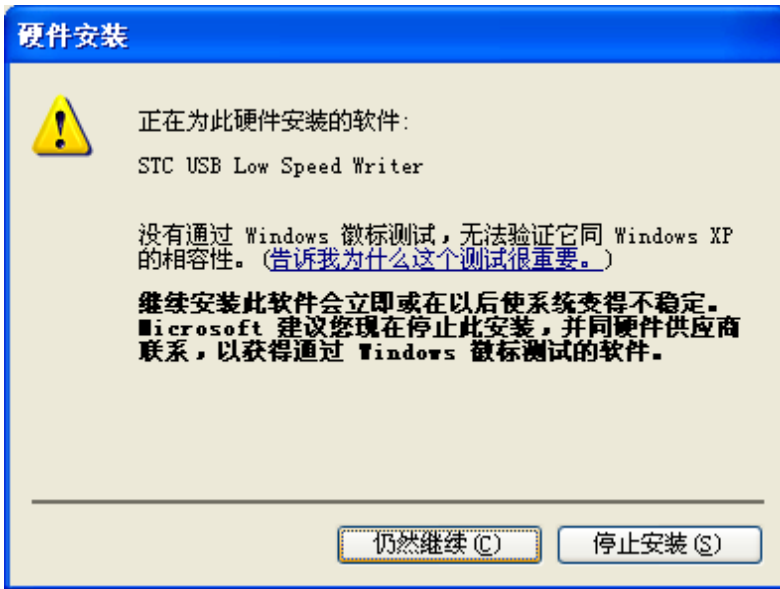 硬件安装
正在为此硬件安装的软件:
STC USB Low Speed Writer
没有通过 Windows 徽标测试，无法验证它同 Windows XP
的相容性。(告诉我为什么这个测试很重要。)
继续安装此软件会立即或在以后使系统变得不稳定。
Microsoft 建议您现在停止此安装，并同硬件供应商
联系，以获得通过 Windows 徽标测试的软件。
仍然继续(C)
停止安装(S)